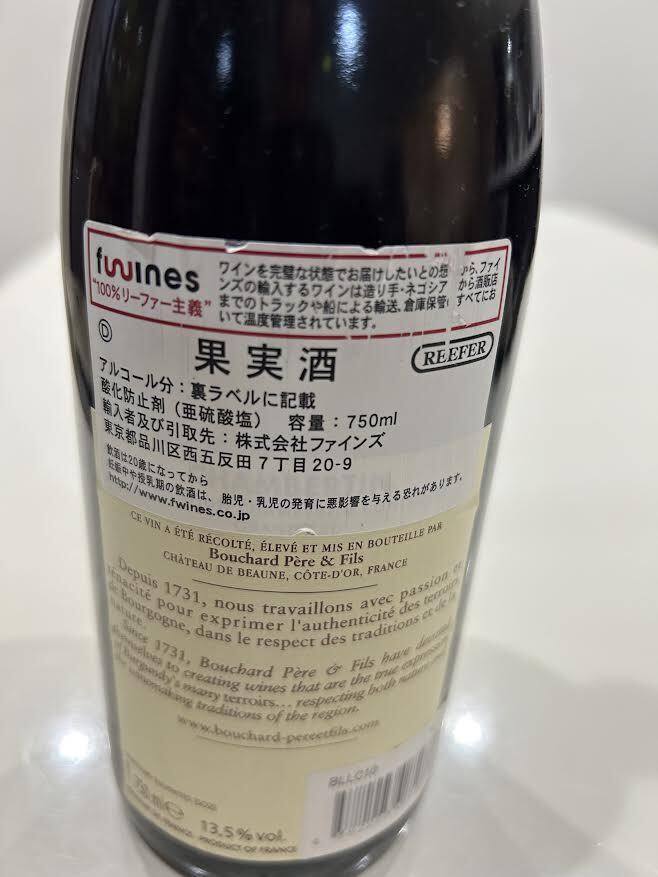 fwines
"100%リーファー主義"
ワインを完璧な状態でお届けしたいとの想 から、ファイ
ンズの輸入するワインは造り手・ネゴシア から酒販店
までのトラックや船による輸送、倉庫保管 すべてにお
いて温度管理されています。
D
果実酒
REEFER
アルコール分:裏ラベルに記載
酸化防止剤(亜硫酸塩) 容量:750ml
輸入者及び引取先:株式会社ファインズ
東京都品川区西五反田7丁目20-9
飲酒は20歳になってから
妊娠中や授乳期の飲酒は、胎児・乳児の発育に悪影響を与える恐れがあります。
http://www.fwines.co.jp
CE VIN A ÉTÉ RÉCOLTÉ, ÉLEVÉ ET MIS EN BOUTEILLE PAR
Bouchard Père & Fils
CHÂTEAU DE BEAUNE, CÔTE-D'OR, FRANCE
Depuis 1731, nous travaillons avec passion et
ténacité pour exprimer l'authenticité des terroirs
de Bourgogne, dans le respect des traditions et de la
nature.
Since 1731, Bouchard Père & Fils have
to creating wines that are the true
of Burgundy's many terroirs... respecting both nature
the winemaking traditions of the region.
www.bouchard-pereetfils.com
BLLC10
750 ml e
13.5% vol.
FRANCE - PRODUCT OF FRANCE